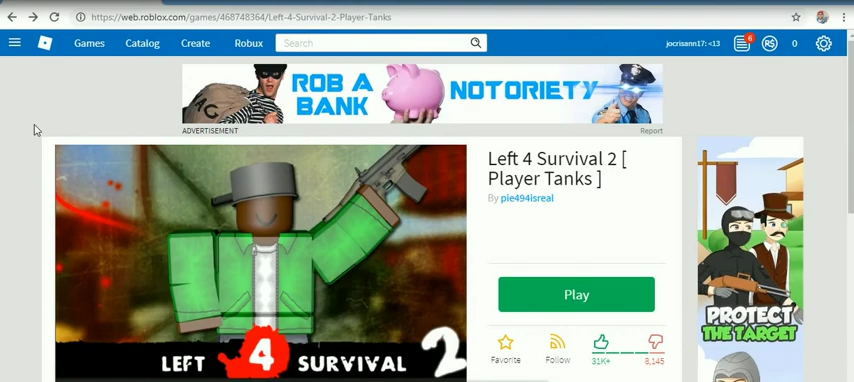 https://web.roblox.com/games/468748364/Left-4-Survival-2-Player-Tanks
Games Catalog Create Robux Search jocrisann17: <13 6 R$ 0
ROB A BANK NOTORIETY
ADVERTISEMENT Report
Left 4 Survival 2 [
Player Tanks ]
By pie494isreal
Play
Favorite Follow 31K+ 8,145
LEFT 4 SURVIVAL 2
PROTECT
THE TARGET